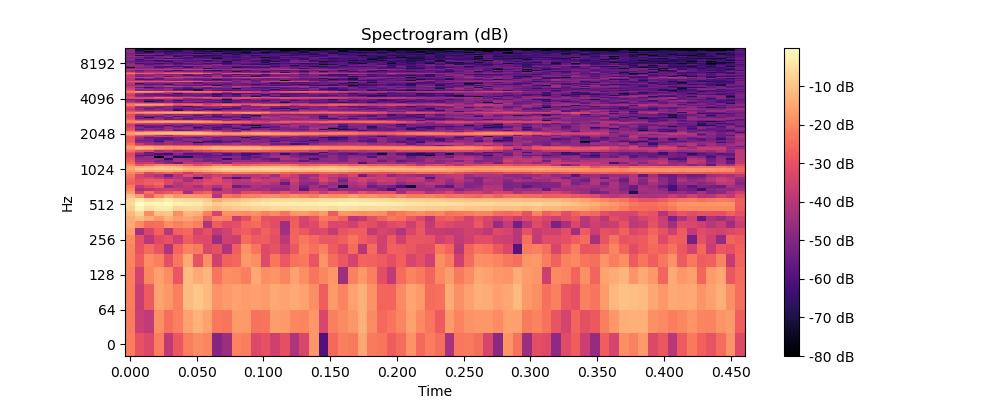 Spectrogram (dB)
8192
4096
2048
1024
512
256
128
64
0
Hz
0.000 0.050 0.100 0.150 0.200 0.250 0.300 0.350 0.400 0.450
Time
-10 dB
-20 dB
-30 dB
-40 dB
-50 dB
-60 dB
-70 dB
-80 dB